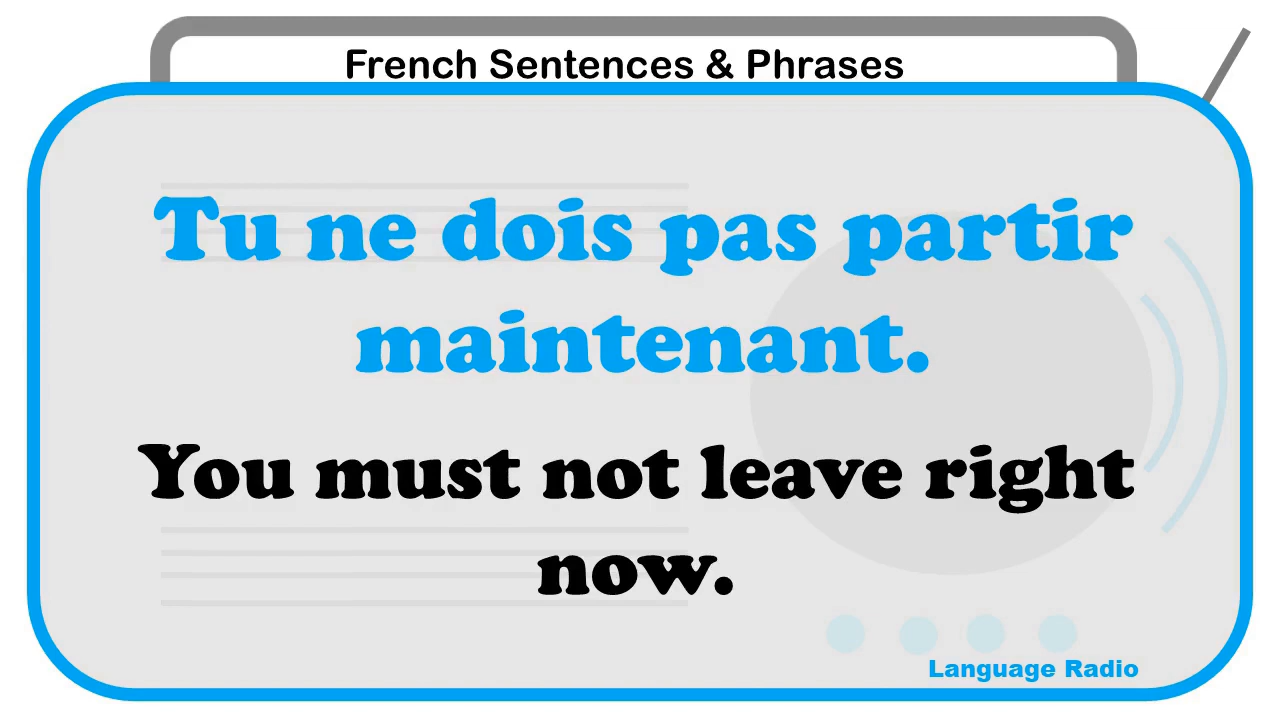 French Sentences & Phrases
Tu ne dois pas partir
maintenant.
You must not leave right
now.
Language Radio